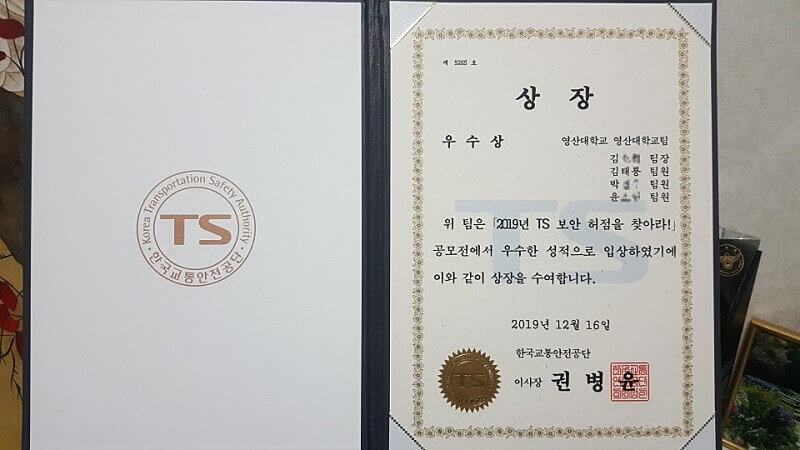 Korea Transportation Safety Authority
TS
한국교통안전공단
제 5265 호
상 장
우 수 상 영산대학교 영산대학교팀
김 팀장
김태룡 팀원
박 팀원
윤 팀원
위 팀은 「2019년 TS 보안 허점을 찾아라!」
공모전에서 우수한 성적으로 입상하였기에
이와 같이 상장을 수여합니다.
2019년 12월 16일
한국교통안전공단
이사장 권 병 윤
TS